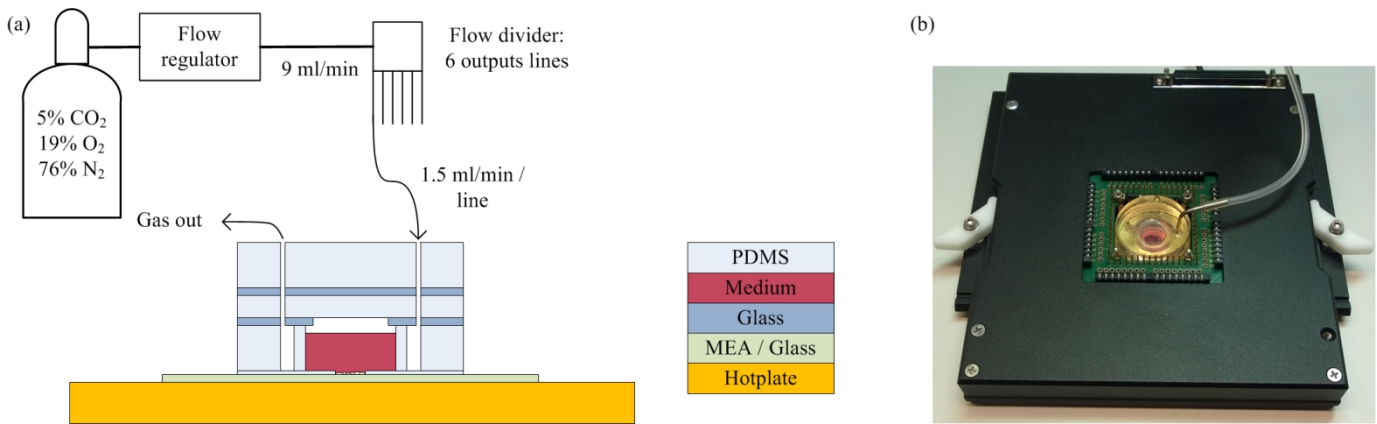 (a)
Flow
regulator
9 ml/min
Flow divider:
6 outputs lines
5% CO₂
19% O₂
76% N₂
1.5 ml/min /
line
Gas out
PDMS
Medium
Glass
MEA / Glass
Hotplate
(b)